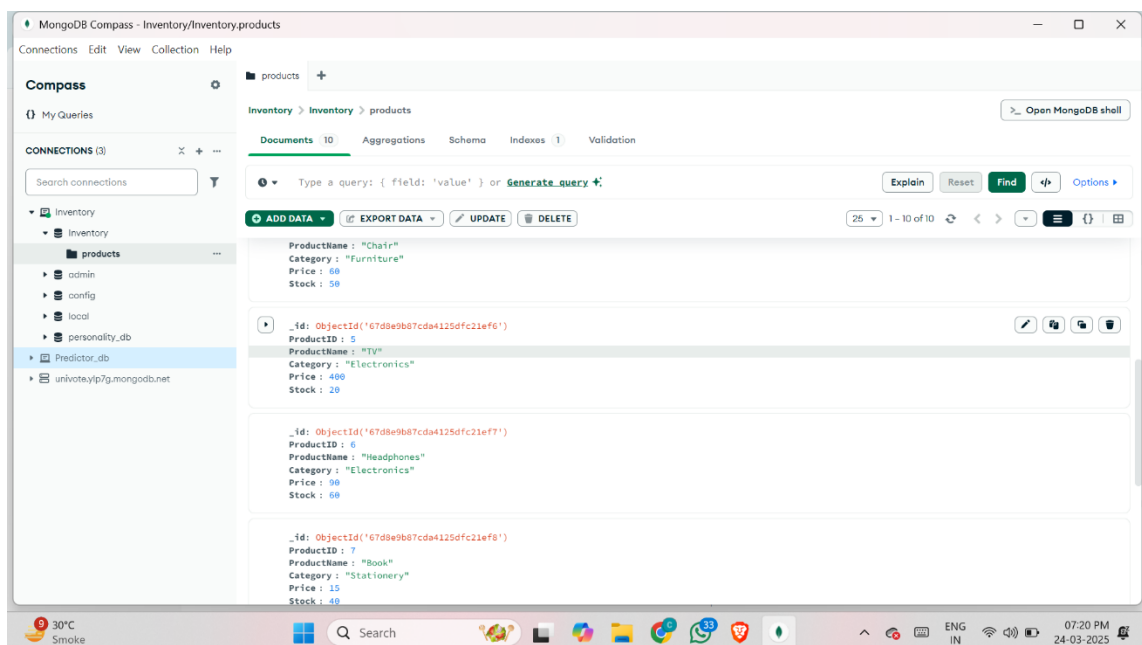 MongoDB Compass - Inventory/Inventory.products
Connections Edit View Collection Help
Compass
{} My Queries
CONNECTIONS (3)
Search connections
Inventory
Inventory
products
admin
config
local
personality_db
Predictor_db
univote.ylp7g.mongodb.net
products
Inventory > Inventory > products
>_ Open MongoDB shell
Documents 10 Aggregations Schema Indexes 1 Validation
Type a query: { field: 'value' } or Generate query
Explain Reset Find </> Options
ADD DATA EXPORT DATA UPDATE DELETE
25 1 - 10 of 10 {}
ProductName : "Chair"
Category : "Furniture"
Price : 60
Stock : 50
_id: ObjectId('67d8e9b87cda4125dfc21ef6')
ProductID : 5
ProductName : "TV"
Category : "Electronics"
Price : 400
Stock : 20
_id: ObjectId('67d8e9b87cda4125dfc21ef7')
ProductID : 6
ProductName : "Headphones"
Category : "Electronics"
Price : 90
Stock : 60
_id: ObjectId('67d8e9b87cda4125dfc21ef8')
ProductID : 7
ProductName : "Book"
Category : "Stationery"
Price : 15
Stock : 40
9
30°C
Smoke
Search
33
ENG
IN
07:20 PM
24-03-2025